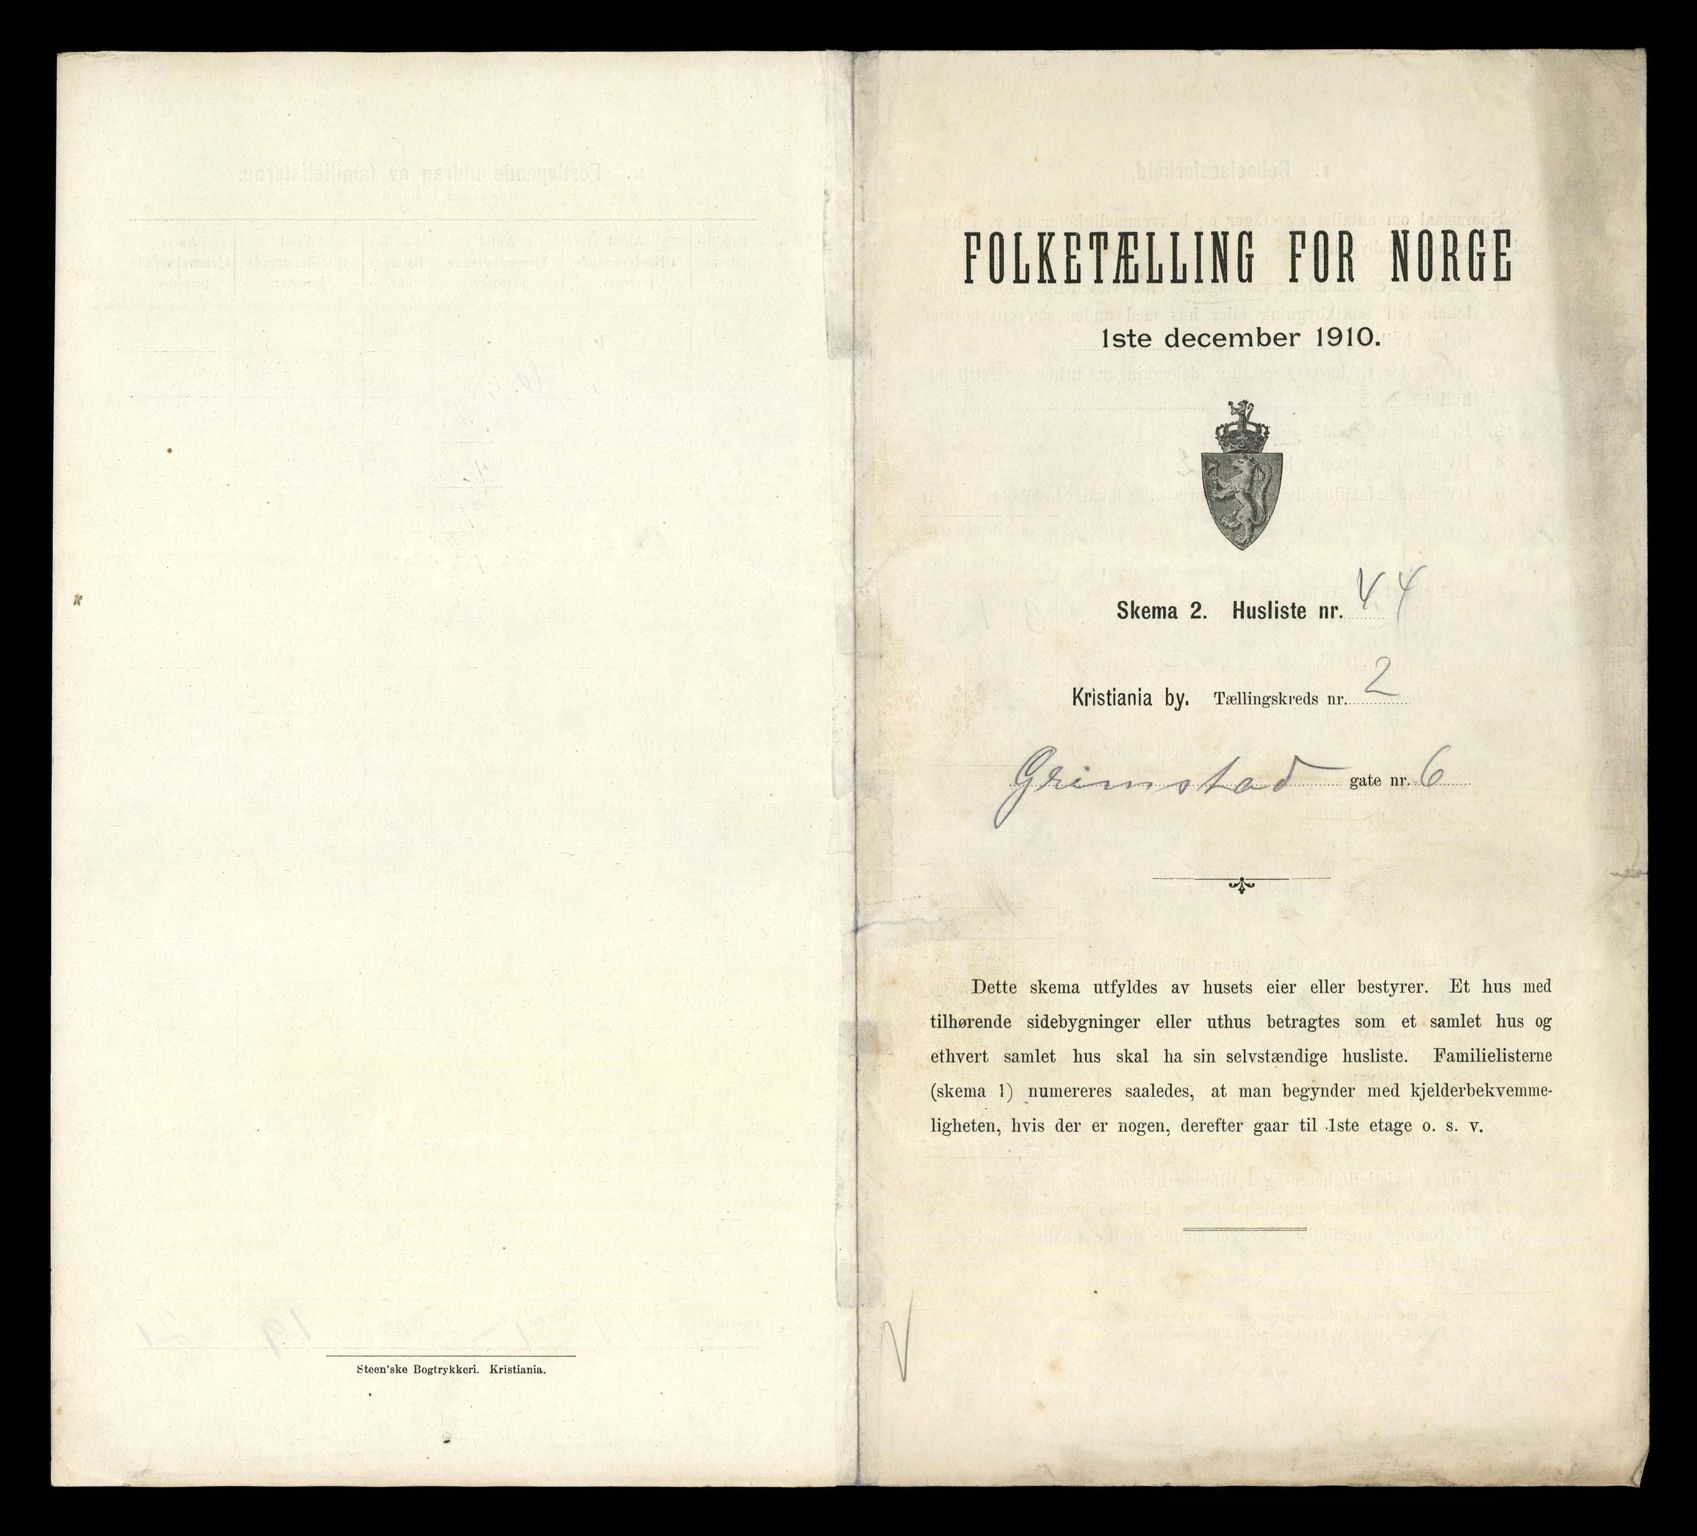 Steen'ske Bogtrykkeri. Kristiania.
FOLKETÆLLING FOR NORGE
1ste december 1910.
Skema 2. Husliste nr. 44
Kristiania by. Tællingskreds nr. 2
Grimstad gate nr. 6
Dette skema utfyldes av husets eier eller bestyrer. Et hus med
tilhørende sidebygninger eller uthus betragtes som et samlet hus og
ethvert samlet hus skal ha sin selvstændige husliste. Familielisterne
(skema 1) numereres saaledes, at man begynder med kjelderbekvemme-
ligheten, hvis der er nogen, derefter gaar til 1ste etage o. s. v.